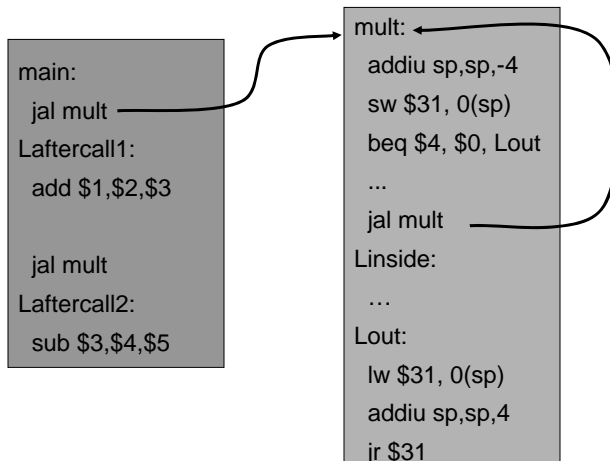 main:
jal mult
Laftercall1:
add $1,$2,$3
jal mult
Laftercall2:
sub $3,$4,$5
mult:
addiu sp,sp,-4
sw $31, 0(sp)
beq $4, $0, Lout
...
jal mult
Linside:
…
Lout:
lw $31, 0(sp)
addiu sp,sp,4
jr $31